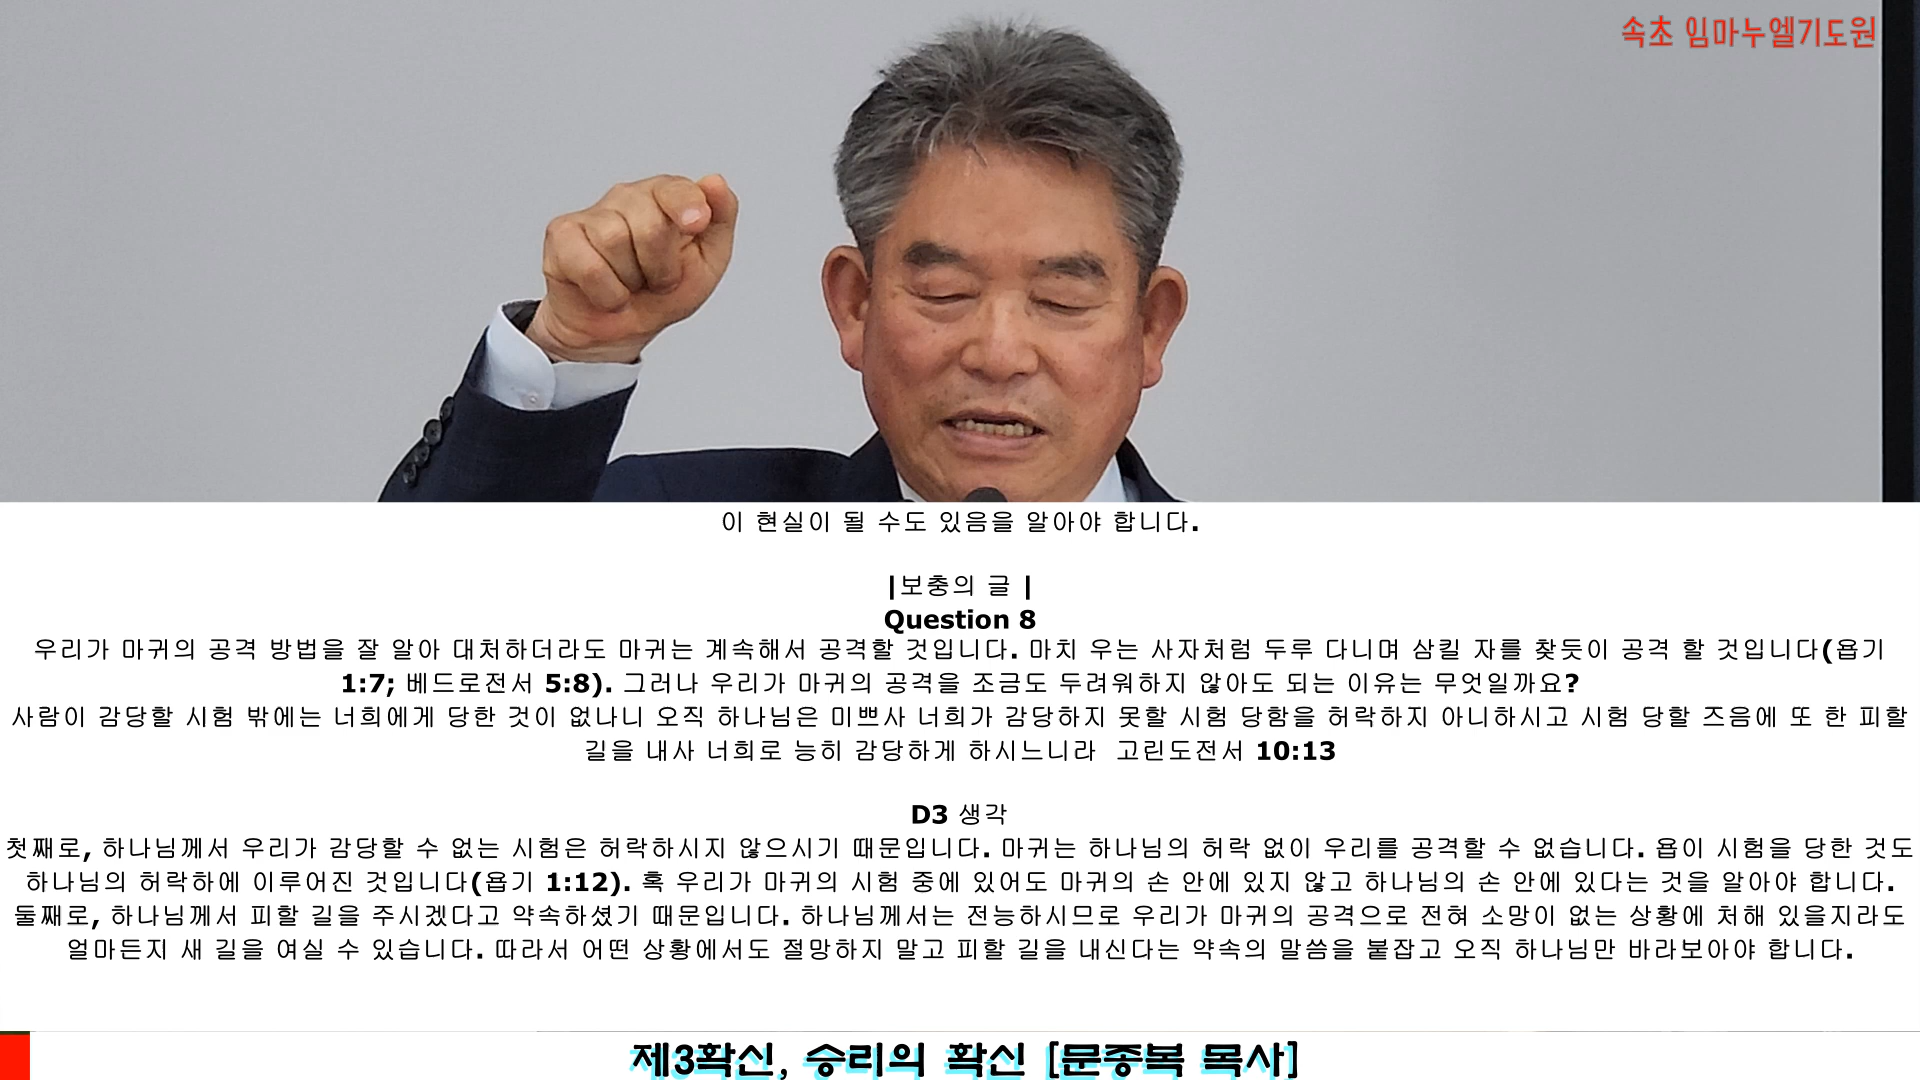 속초 임마누엘기도원
이 현실이 될 수도 있음을 알아야 합니다.
|보충의 글 |
Question 8
우리가 마귀의 공격 방법을 잘 알아 대처하더라도 마귀는 계속해서 공격할 것입니다. 마치 우는 사자처럼 두루 다니며 삼킬 자를 찾듯이 공격 할 것입니다(욥기
1:7; 베드로전서 5:8). 그러나 우리가 마귀의 공격을 조금도 두려워하지 않아도 되는 이유는 무엇일까요?
사람이 감당할 시험 밖에는 너희에게 당한 것이 없나니 오직 하나님은 미쁘사 너희가 감당하지 못할 시험 당함을 허락하지 아니하시고 시험 당할 즈음에 또 한 피할
길을 내사 너희로 능히 감당하게 하시느니라  고린도전서 10:13
D3 생각
첫째로, 하나님께서 우리가 감당할 수 없는 시험은 허락하시지 않으시기 때문입니다. 마귀는 하나님의 허락 없이 우리를 공격할 수 없습니다. 욥이 시험을 당한 것도
하나님의 허락하에 이루어진 것입니다(욥기 1:12). 혹 우리가 마귀의 시험 중에 있어도 마귀의 손 안에 있지 않고 하나님의 손 안에 있다는 것을 알아야 합니다.
둘째로, 하나님께서 피할 길을 주시겠다고 약속하셨기 때문입니다. 하나님께서는 전능하시므로 우리가 마귀의 공격으로 전혀 소망이 없는 상황에 처해 있을지라도
얼마든지 새 길을 여실 수 있습니다. 따라서 어떤 상황에서도 절망하지 말고 피할 길을 내신다는 약속의 말씀을 붙잡고 오직 하나님만 바라보아야 합니다.
제3확신, 승리의 확신 [문종복 목사]